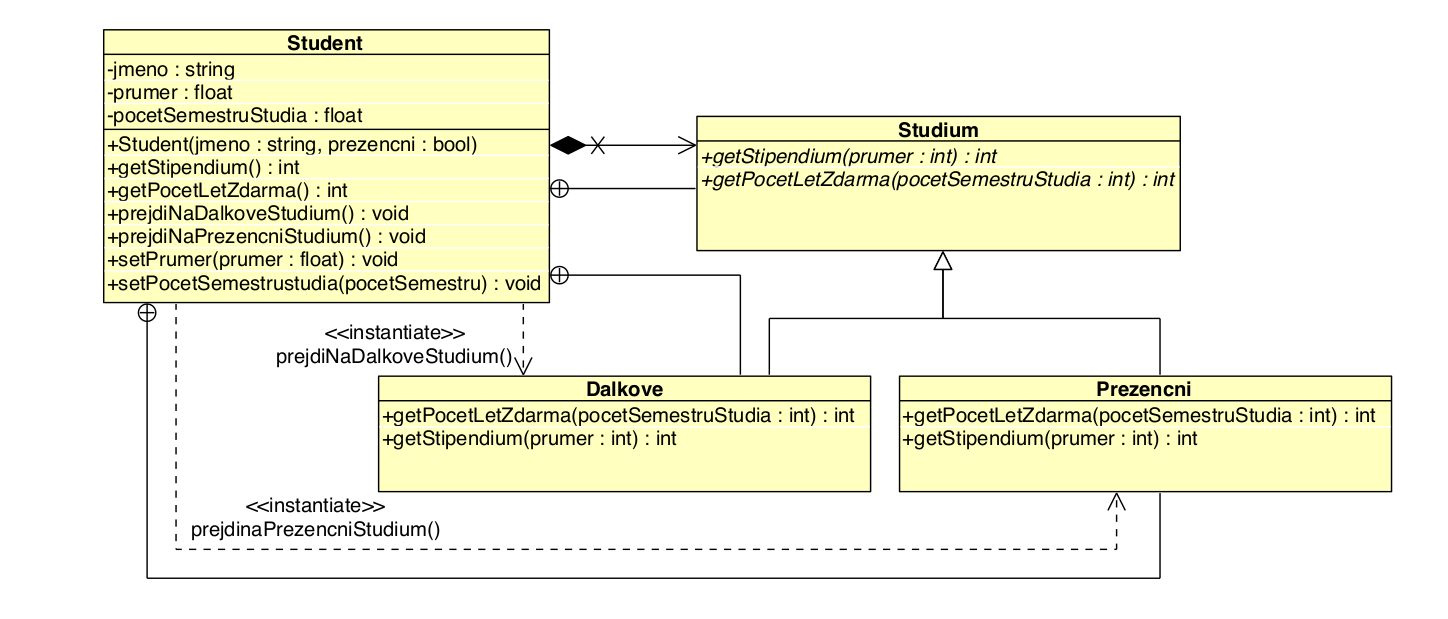 Student
-jmeno : string
-prumer : float
-pocetSemestruStudia : float
+Student(jmeno : string, prezencni : bool)
+getStipendium() : int
+getPocetLetZdarma() : int
+prejdiNaDalkoveStudium() : void
+prejdiNaPrezencniStudium() : void
+setPrumer(prumer : float) : void
+setPocetSemestrustudia(pocetSemestru) : void
Studium
+getStipendium(prumer : int) : int
+getPocetLetZdarma(pocetSemestruStudia : int) : int
<<instantiate>>
prejdiNaDalkoveStudium()
Dalkove
+getPocetLetZdarma(pocetSemestruStudia : int) : int
+getStipendium(prumer : int) : int
Prezencni
+getPocetLetZdarma(pocetSemestruStudia : int) : int
+getStipendium(prumer : int) : int
<<instantiate>>
prejdinaPrezencniStudium()